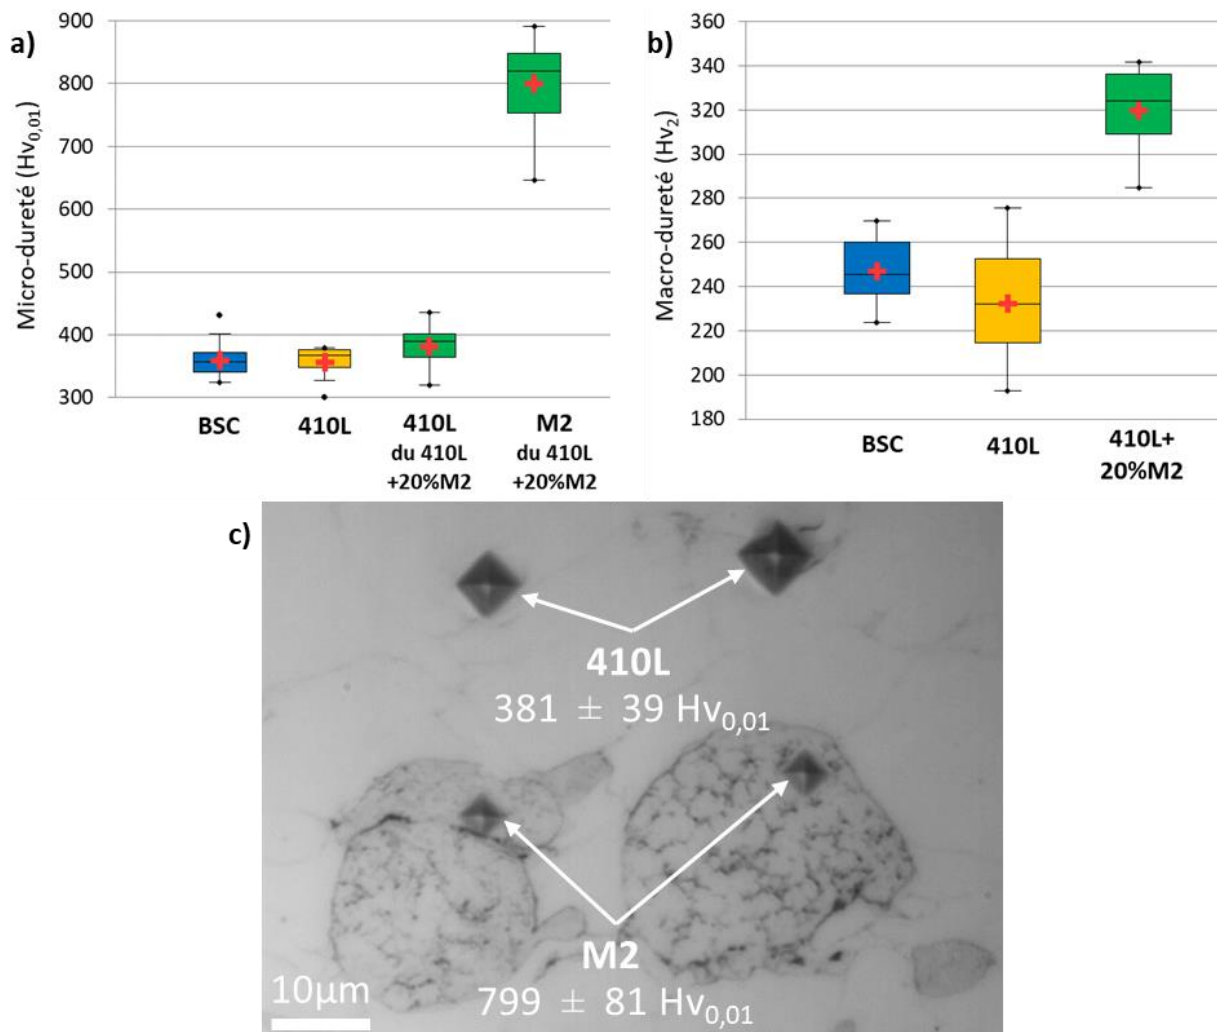 a)
Micro-dureté (Hv0,01)
900
800
700
600
500
400
300
BSC
410L
410L
du 410L
+20%M2
M2
du 410L
+20%M2
b)
Macro-dureté (Hv2)
360
340
320
300
280
260
240
220
200
180
BSC
410L
410L+
20%M2
c)
410L
381 ± 39 Hv0,01
M2
799 ± 81 Hv0,01
10µm